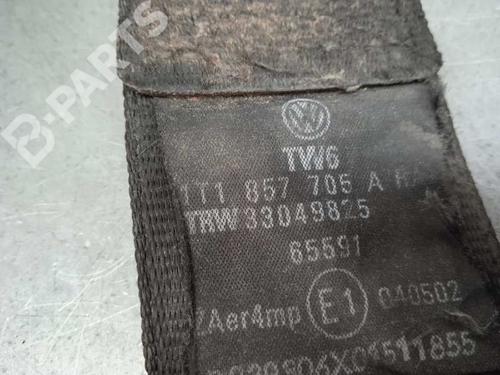 B-PARTS
TW6
1T1 857 705 A
TRW 33049825
65591
ZAer4mp E1 040502